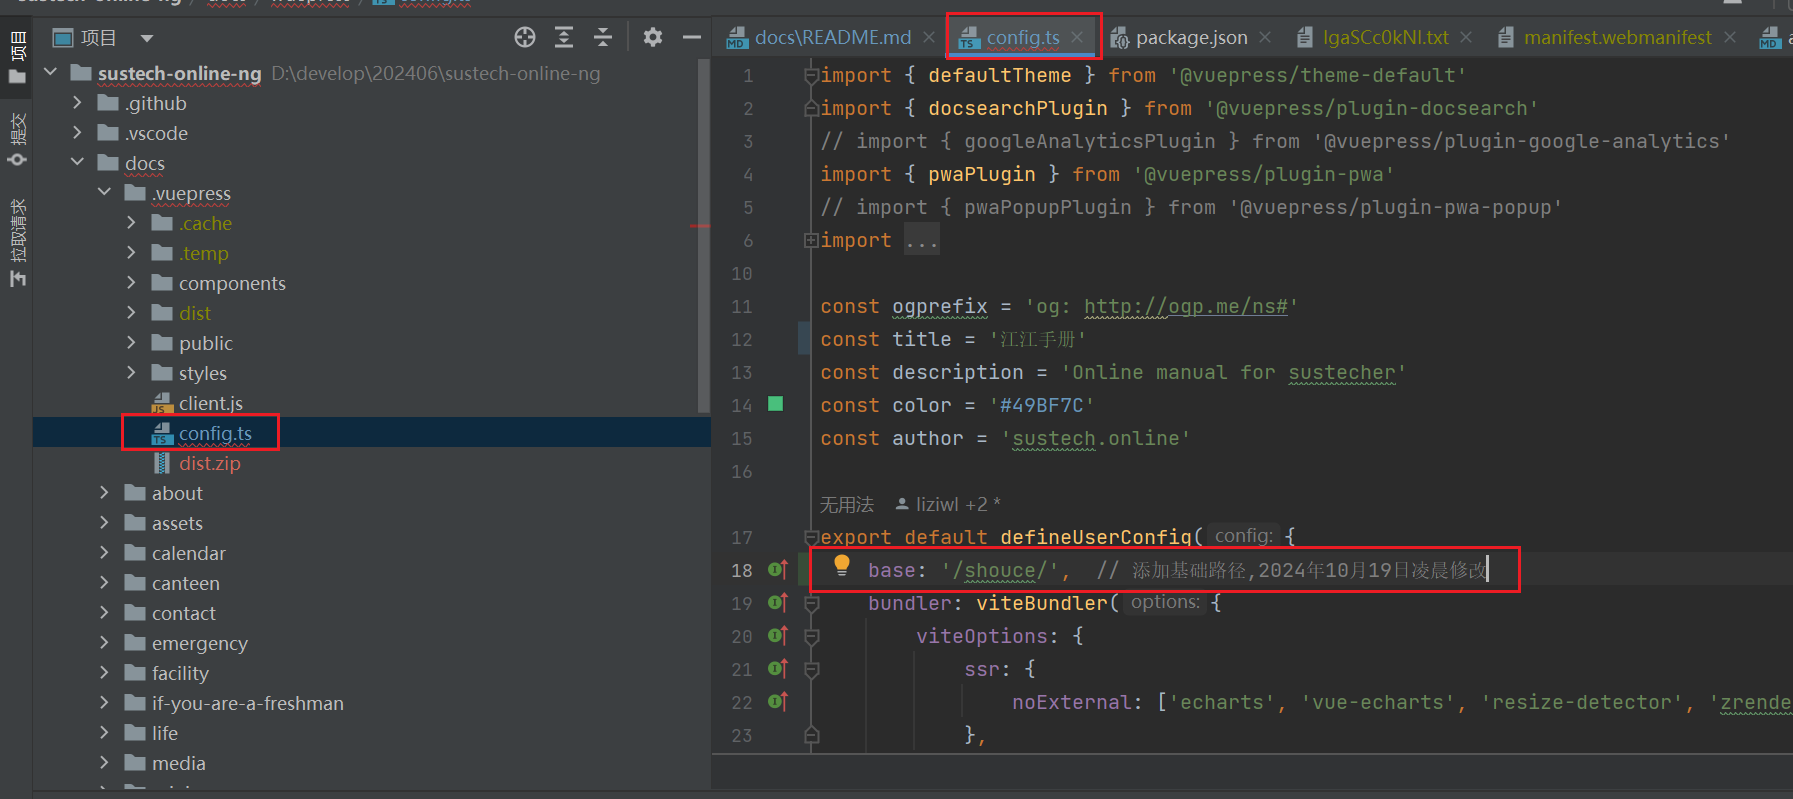 项目
sustech-online-ng D:\develop\202406\sustech-online-ng
.github
.vscode
docs
.vuepress
.cache
.temp
components
dist
public
styles
client.js
config.ts
dist.zip
about
assets
calendar
canteen
contact
emergency
facility
if-you-are-a-freshman
life
media
项目
提交
拉取请求
docs\README.md
config.ts
package.json
lgaSCc0kNI.txt
manifest.webmanifest
1 import { defaultTheme } from '@vuepress/theme-default'
2 import { docsearchPlugin } from '@vuepress/plugin-docsearch'
3 // import { googleAnalyticsPlugin } from '@vuepress/plugin-google-analytics'
4 import { pwaPlugin } from '@vuepress/plugin-pwa'
5 // import { pwaPopupPlugin } from '@vuepress/plugin-pwa-popup'
6 import ...
10
11 const ogprefix = 'og: http://ogp.me/ns#'
12 const title = '江江手册'
13 const description = 'Online manual for sustecher'
14 const color = '#49BF7C'
15 const author = 'sustech.online'
16
无用法 liziwl +2 *
17 export default defineUserConfig( config: {
18 base: '/shouce/', // 添加基础路径,2024年10月19日凌晨修改
19 bundler: viteBundler( options: {
20 viteOptions: {
21 ssr: {
22 noExternal: ['echarts', 'vue-echarts', 'resize-detector', 'zrende
23 },